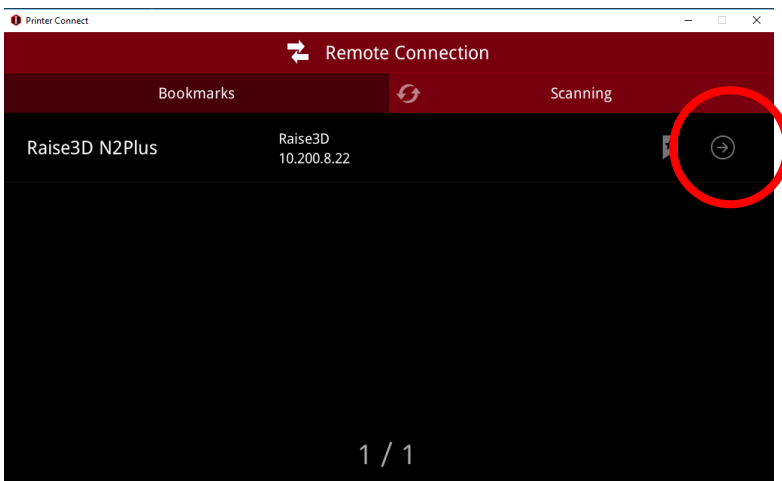 Printer Connect
Remote Connection
Bookmarks
Scanning
Raise3D N2Plus
Raise3D
10.200.8.22
1 / 1